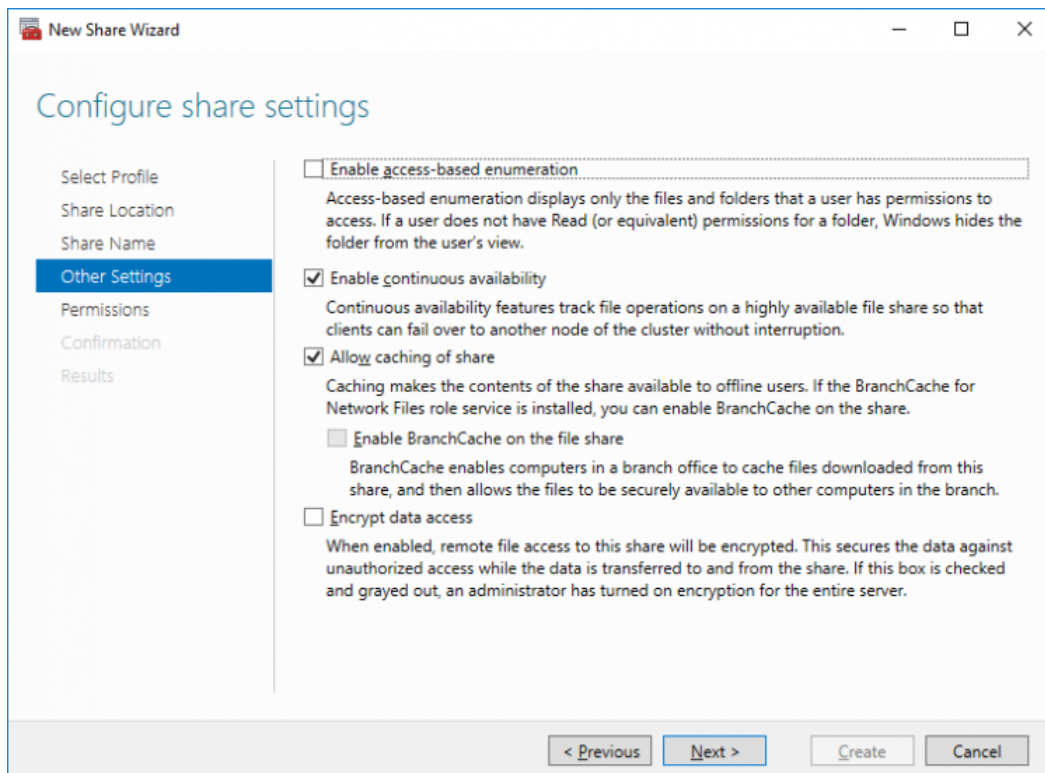 New Share Wizard
Configure share settings
Select Profile
Share Location
Share Name
Other Settings
Permissions
Confirmation
Results
Enable access-based enumeration
Access-based enumeration displays only the files and folders that a user has permissions to
access. If a user does not have Read (or equivalent) permissions for a folder, Windows hides the
folder from the user's view.
Enable continuous availability
Continuous availability features track file operations on a highly available file share so that
clients can fail over to another node of the cluster without interruption.
Allow caching of share
Caching makes the contents of the share available to offline users. If the BranchCache for
Network Files role service is installed, you can enable BranchCache on the share.
Enable BranchCache on the file share
BranchCache enables computers in a branch office to cache files downloaded from this
share, and then allows the files to be securely available to other computers in the branch.
Encrypt data access
When enabled, remote file access to this share will be encrypted. This secures the data against
unauthorized access while the data is transferred to and from the share. If this box is checked
and grayed out, an administrator has turned on encryption for the entire server.
< Previous Next > Create Cancel